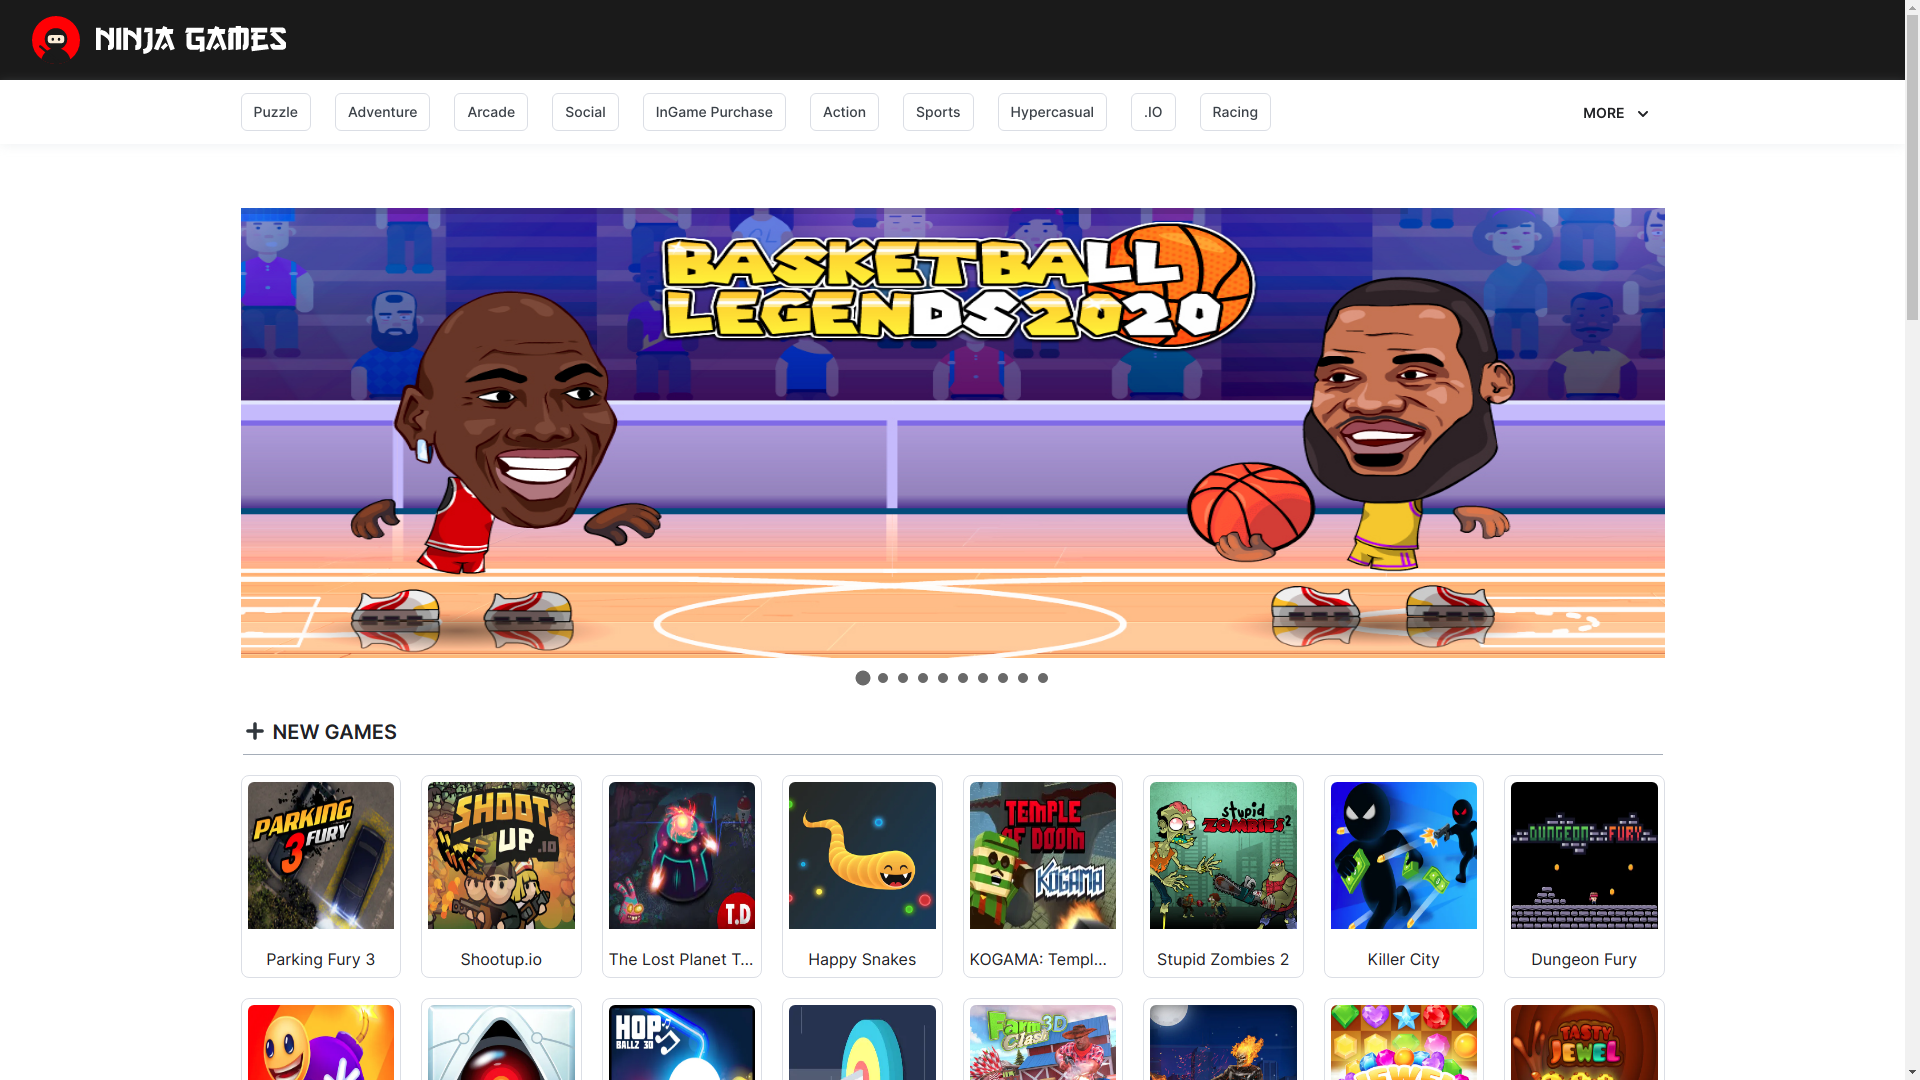 NINJA GAMES
Puzzle
Adventure
Arcade
Social
InGame Purchase
Action
Sports
Hypercasual
.IO
Racing
MORE
BASKETBALL
LEGENDS 2020
NEW GAMES
PARKING
3 FURY
SHOOT
UP.IO
T.D
TEMPLE
OF DOOM
KOGAMA
stupid
ZOMBIES 2
DUNGEON FURY
Parking Fury 3
Shootup.io
The Lost Planet T...
Happy Snakes
KOGAMA: Templ...
Stupid Zombies 2
Killer City
Dungeon Fury
HOP
BALLZ 3D
Farm 3D
Clash
JEWEL
TASTY
JEWEL